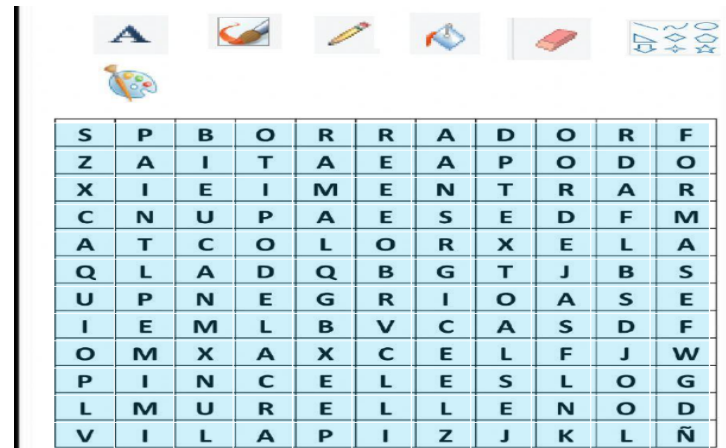 A
S P B O R R A D O R F
Z A I T A E A P O D O
X I E I M E N T R A R
C N U P A E S E D F M
A T C O L O R X E L A
Q L A D Q B G T J B S
U P N E G R I O A S E
I E M L B V C A S D F
O M X A X C E L F J W
P I N C E L E S L O G
L M U R E L L E N O D
V I L A P I Z J K L Ñ